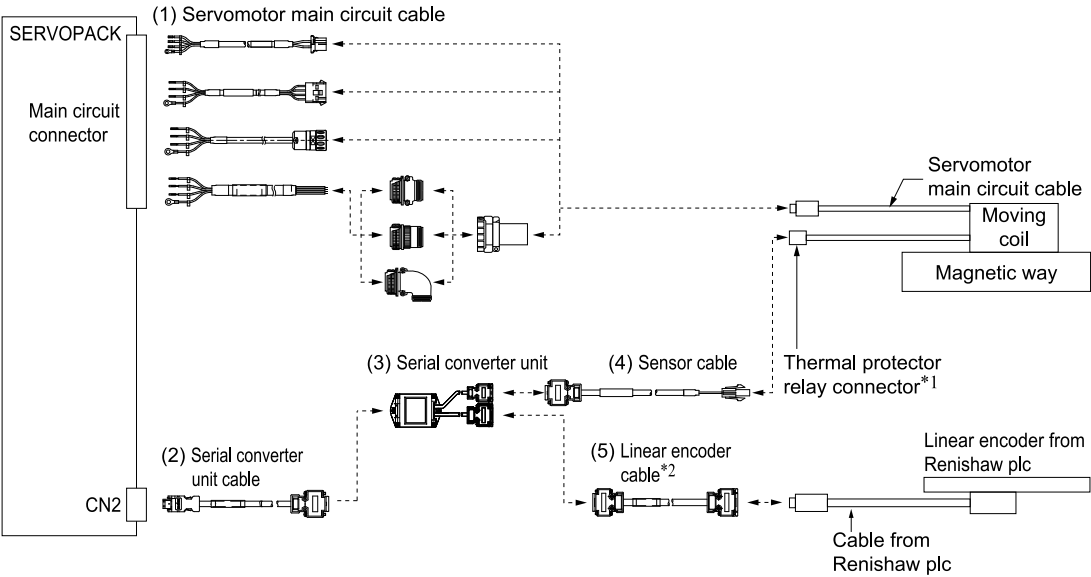 (1) Servomotor main circuit cable
SERVOPACK
Main circuit
connector
Servomotor
main circuit cable
Moving
coil
Magnetic way
(3) Serial converter unit
(4) Sensor cable
Thermal protector
relay connector*1
(2) Serial converter
unit cable
(5) Linear encoder
cable*2
Linear encoder from
Renishaw plc
CN2
Cable from
Renishaw plc